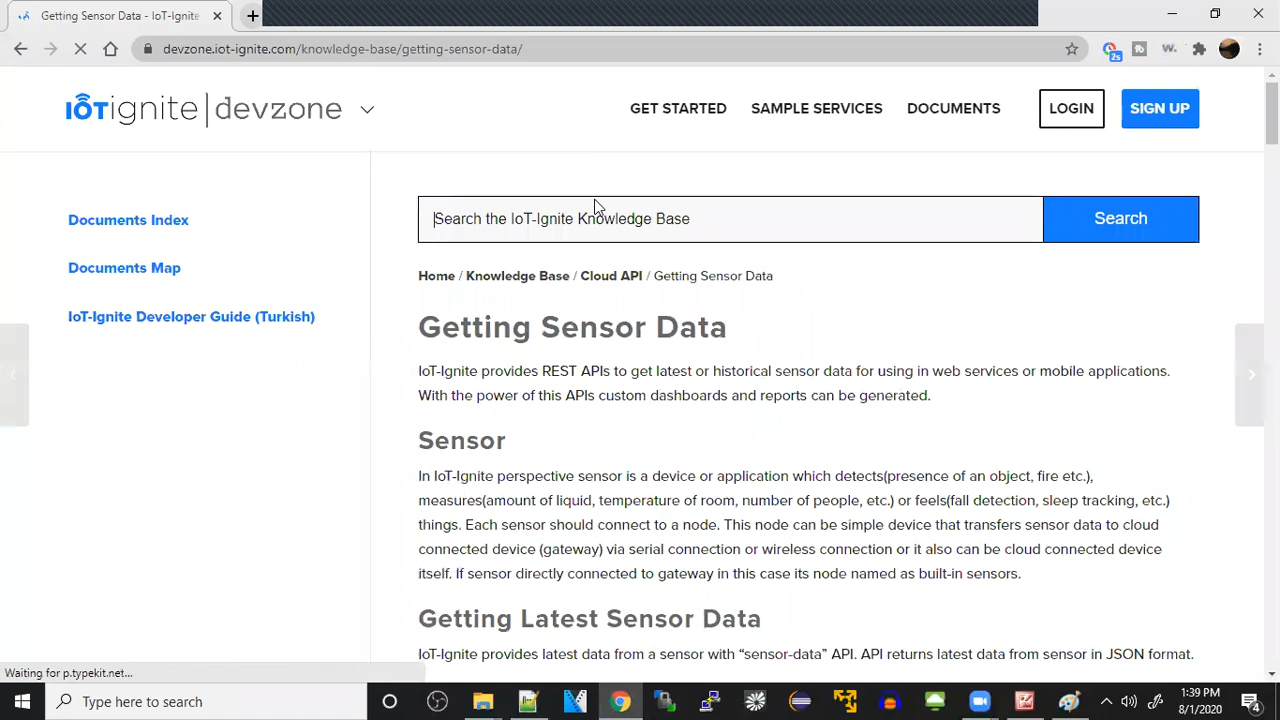 Getting Sensor Data - IoT-Ignite
devzone.iot-ignite.com/knowledge-base/getting-sensor-data/
2s
w.
IOTignite|devzone
GET STARTED
SAMPLE SERVICES
DOCUMENTS
LOGIN
SIGN UP
Documents Index
Documents Map
IoT-Ignite Developer Guide (Turkish)
Search the IoT-Ignite Knowledge Base
Search
Home / Knowledge Base / Cloud API / Getting Sensor Data
Getting Sensor Data
IoT-Ignite provides REST APIs to get latest or historical sensor data for using in web services or mobile applications.
With the power of this APIs custom dashboards and reports can be generated.
Sensor
In IoT-Ignite perspective sensor is a device or application which detects(presence of an object, fire etc.),
measures(amount of liquid, temperature of room, number of people, etc.) or feels(fall detection, sleep tracking, etc.)
things. Each sensor should connect to a node. This node can be simple device that transfers sensor data to cloud
connected device (gateway) via serial connection or wireless connection or it also can be cloud connected device
itself. If sensor directly connected to gateway in this case its node named as built-in sensors.
Getting Latest Sensor Data
IoT-Ignite provides latest data from a sensor with “sensor-data” API. API returns latest data from sensor in JSON format.
Waiting for p.typekit.net...
Type here to search
1:39 PM
8/1/2020
4